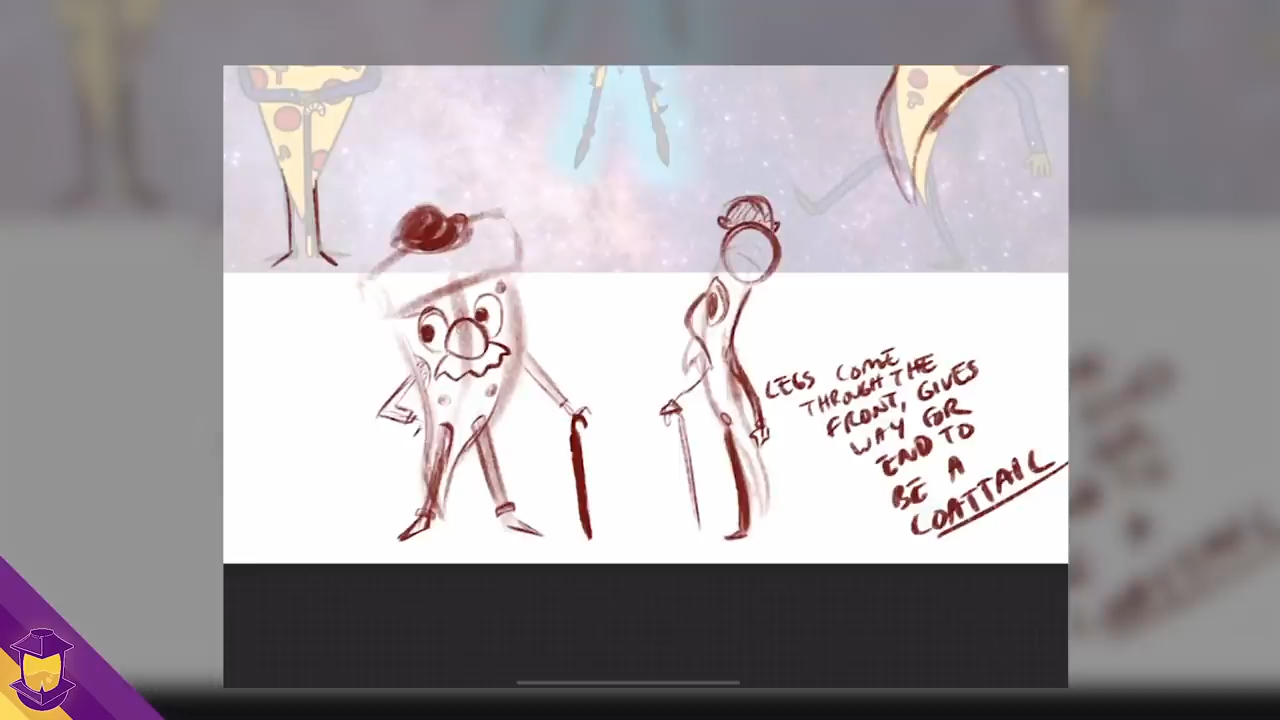 LEGS COME
THROUGH THE
FRONT, GIVES
WAY FOR
END TO
BE A
COATTAIL